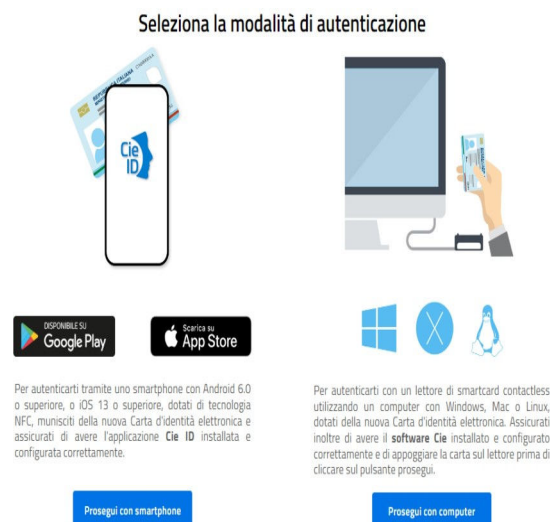 Seleziona la modalità di autenticazione
REPUBBLICA ITALIANA
Cie
ID
DISPONIBILE SU
Google Play
Scarica su
App Store
Per autenticarti tramite uno smartphone con Android 6.0
o superiore, o iOS 13 o superiore, dotati di tecnologia
NFC, munisciti della nuova Carta d'identità elettronica e
assicurati di avere l'applicazione Cie ID installata e
configurata correttamente.
Prosegui con smartphone
Per autenticarti con un lettore di smartcard contactless
utilizzando un computer con Windows, Mac o Linux,
dotati della nuova Carta d'identità elettronica. Assicurati
inoltre di avere il software Cie installato e configurato
correttamente e di appoggiare la carta sul lettore prima di
cliccare sul pulsante prosegui.
Prosegui con computer